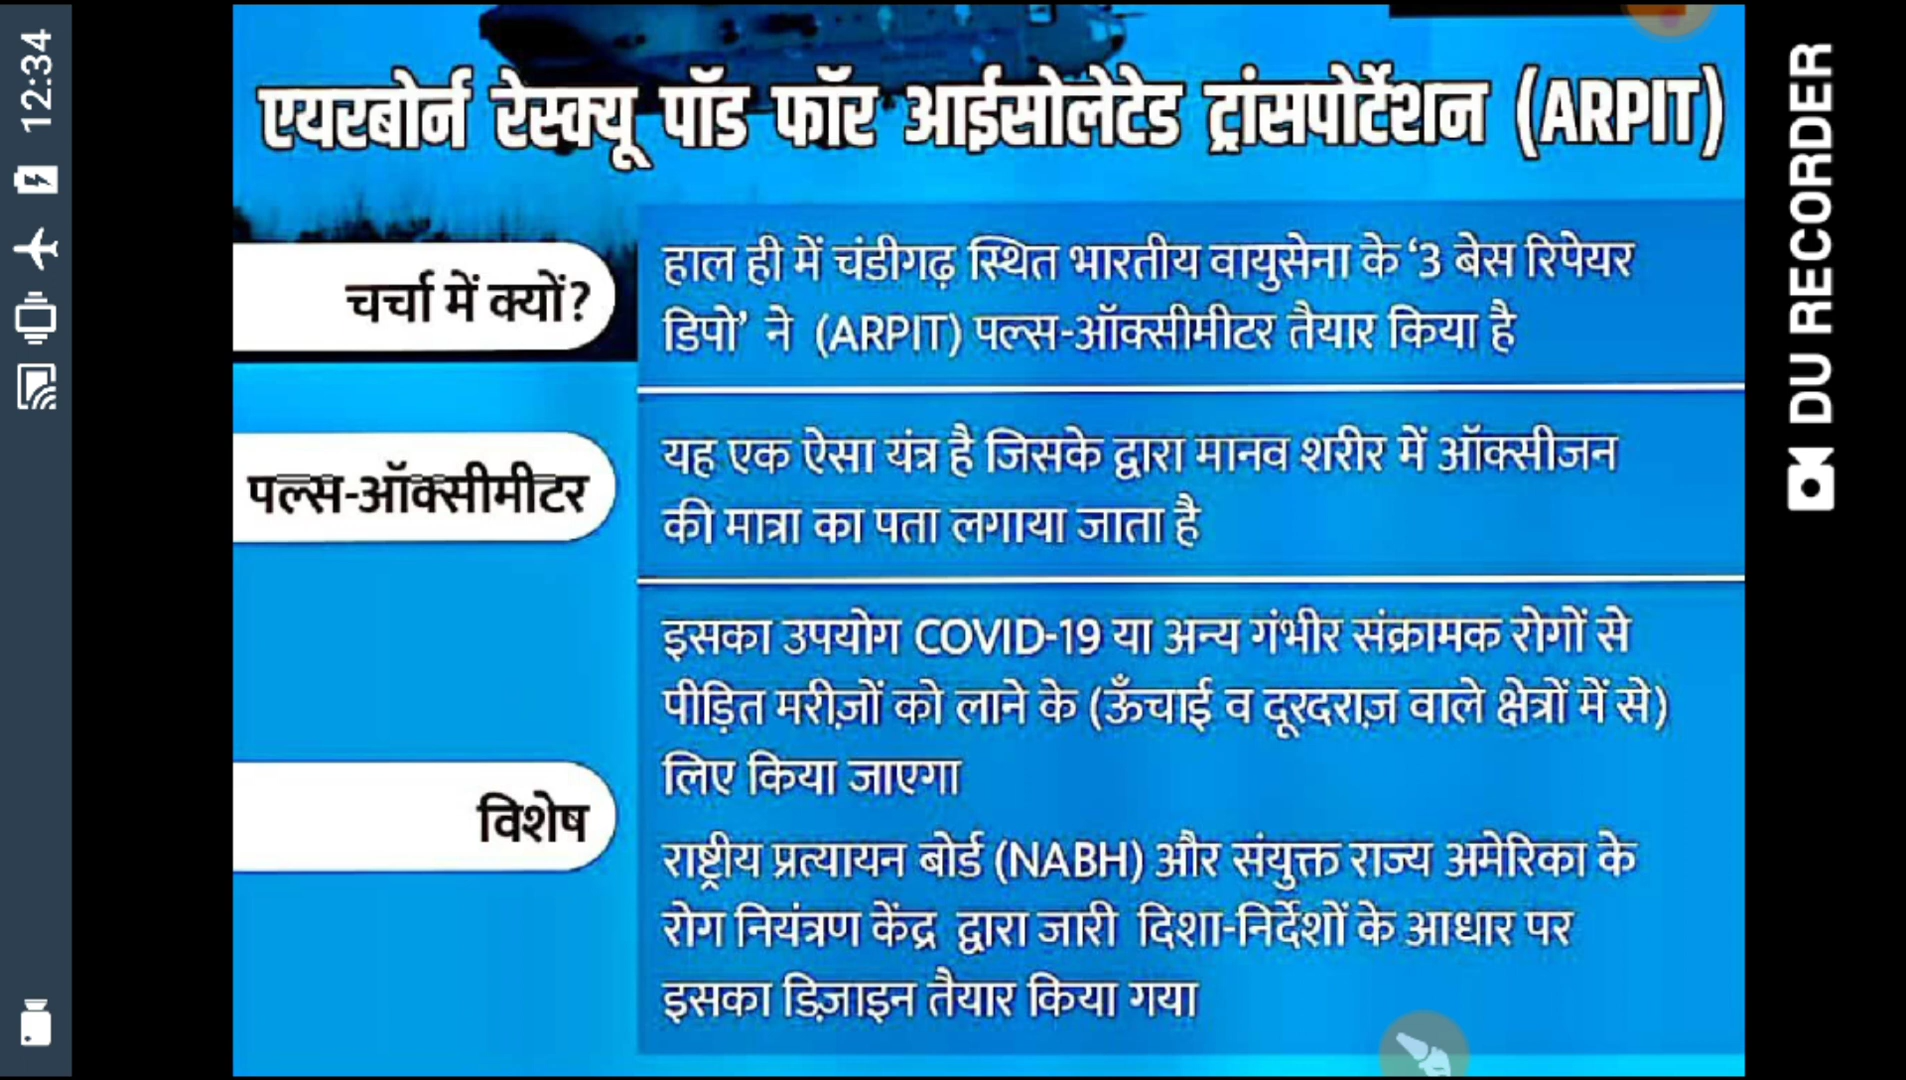 12:34
एयरबोर्न रेस्क्यू पॉड फॉर आईसोलेटेड ट्रांसपोर्टेशन (ARPIT)
चर्चा में क्यों?
हाल ही में चंडीगढ़ स्थित भारतीय वायुसेना के ‘3 बेस रिपेयर
डिपो’ ने (ARPIT) पल्स-ऑक्सीमीटर तैयार किया है
पल्स-ऑक्सीमीटर
यह एक ऐसा यंत्र है जिसके द्वारा मानव शरीर में ऑक्सीजन
की मात्रा का पता लगाया जाता है
विशेष
इसका उपयोग COVID-19 या अन्य गंभीर संक्रामक रोगों से
पीड़ित मरीज़ों को लाने के (ऊँचाई व दूरदराज़ वाले क्षेत्रों में से)
लिए किया जाएगा
राष्ट्रीय प्रत्यायन बोर्ड (NABH) और संयुक्त राज्य अमेरिका के
रोग नियंत्रण केंद्र द्वारा जारी दिशा-निर्देशों के आधार पर
इसका डिज़ाइन तैयार किया गया
DU RECORDER